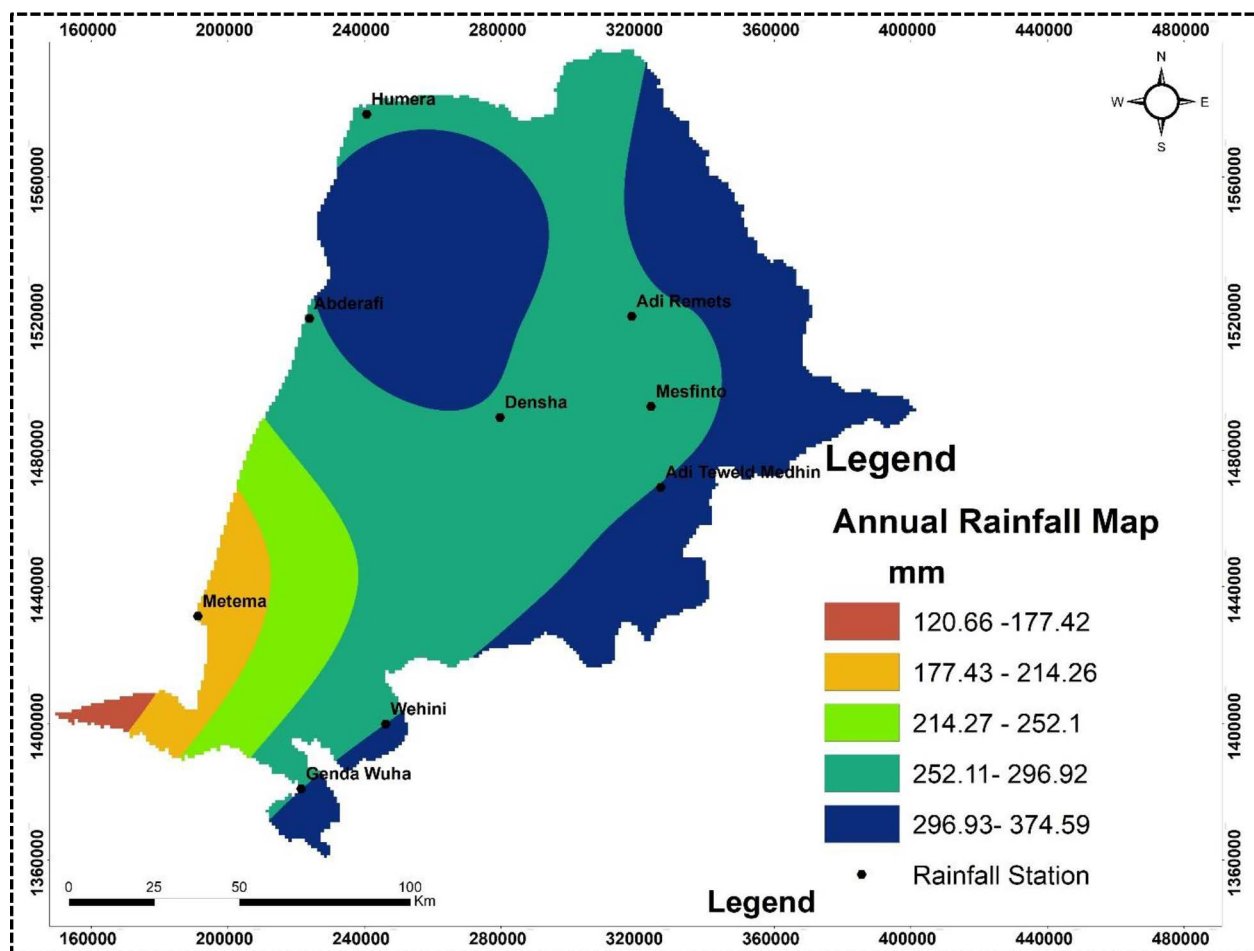 160000 200000 240000 280000 320000 360000 400000 440000 480000
N
W E
S
Humera
1560000 1560000
Abderafi
Adi Remets
1520000 1520000
Mesfinto
Densha
1480000 1480000
Adi Teweld Medhin
Legend
Annual Rainfall Map
mm
1440000 1440000
Metema
120.66 -177.42
177.43 - 214.26
214.27 - 252.1
252.11- 296.92
296.93- 374.59
Rainfall Station
Wehini
1400000 1400000
Genda Wuha
1360000 1360000
0 25 50 100
Km
Legend
160000 200000 240000 280000 320000 360000 400000 440000 480000